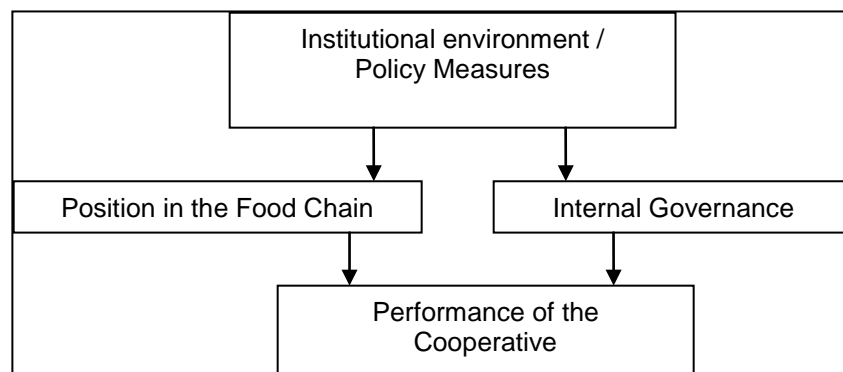 Institutional environment /
Policy Measures
Position in the Food Chain
Internal Governance
Performance of the
Cooperative